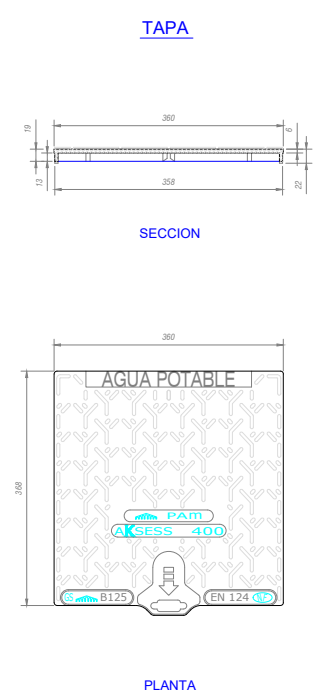 TAPA
360
19
6
13
22
358
SECCION
360
AGUA POTABLE
368
PAm
AKSESS 400
GS B125
EN 124
PLANTA